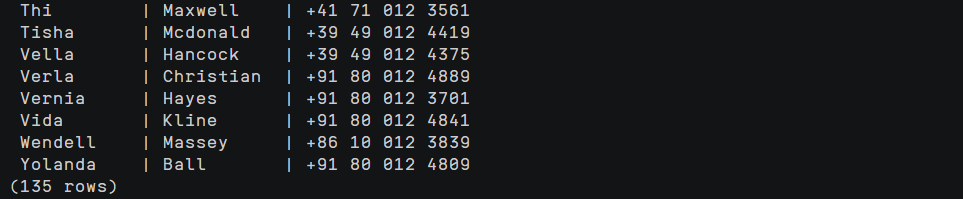 Thi | Maxwell | +41 71 012 3561
Tisha | Mcdonald | +39 49 012 4419
Vella | Hancock | +39 49 012 4375
Verla | Christian | +91 80 012 4889
Vernia | Hayes | +91 80 012 3701
Vida | Kline | +91 80 012 4841
Wendell | Massey | +86 10 012 3839
Yolanda | Ball | +91 80 012 4809
(135 rows)